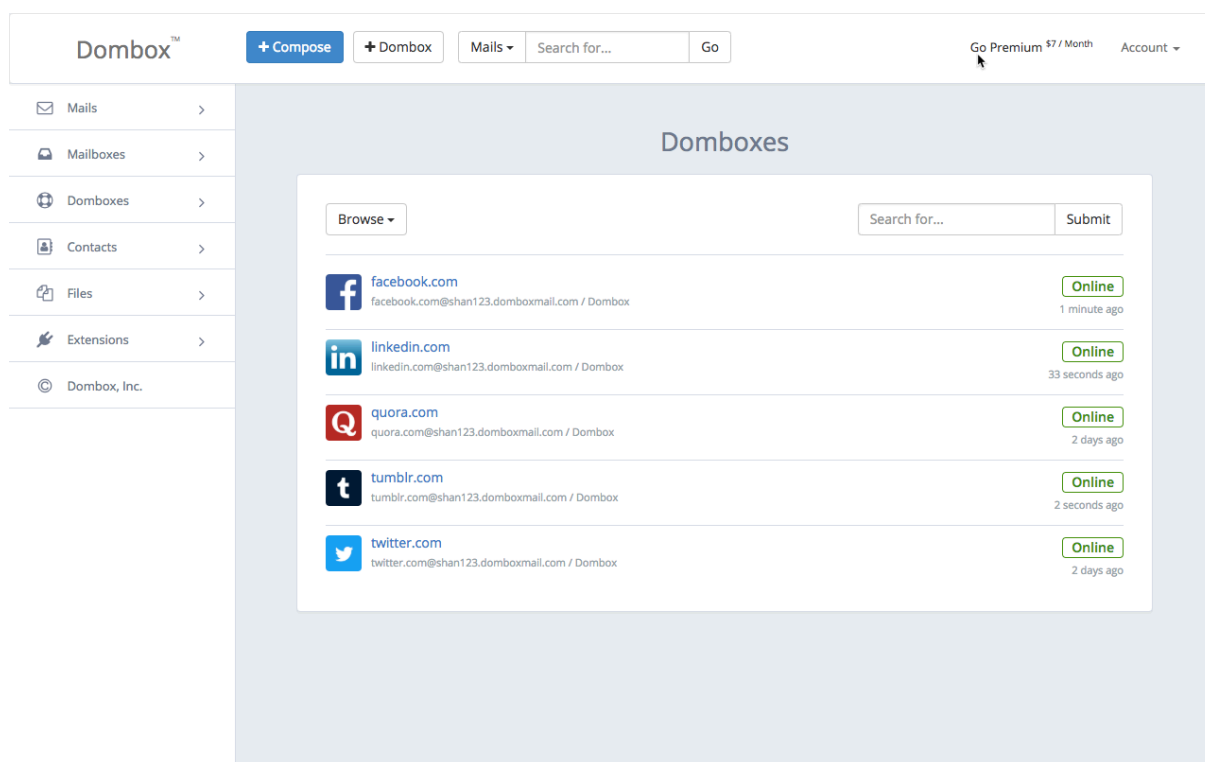 Dombox™
+ Compose
+ Dombox
Mails
Search for...
Go
Go Premium $7 / Month
Account
Mails
Mailboxes
Domboxes
Contacts
Files
Extensions
© Dombox, Inc.
Domboxes
Browse
Search for...
Submit
facebook.com
facebook.com@shan123.domboxmail.com / Dombox
Online
1 minute ago
linkedin.com
linkedin.com@shan123.domboxmail.com / Dombox
Online
33 seconds ago
quora.com
quora.com@shan123.domboxmail.com / Dombox
Online
2 days ago
tumblr.com
tumblr.com@shan123.domboxmail.com / Dombox
Online
2 seconds ago
twitter.com
twitter.com@shan123.domboxmail.com / Dombox
Online
2 days ago